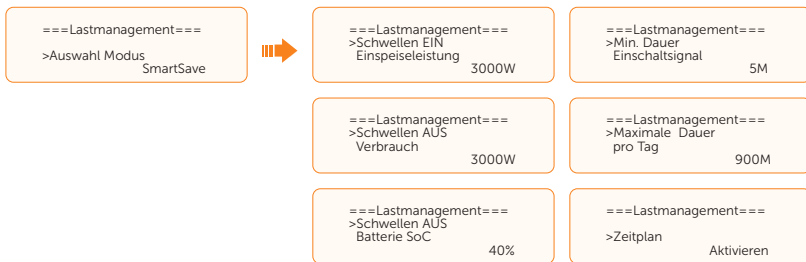 ===Lastmanagement===
>Auswahl Modus
SmartSave
===Lastmanagement===
>Schwellen EIN
Einspeiseleistung
3000W
===Lastmanagement===
>Min. Dauer
Einschaltsignal
5M
===Lastmanagement===
>Schwellen AUS
Verbrauch
3000W
===Lastmanagement===
>Maximale Dauer
pro Tag
900M
===Lastmanagement===
>Schwellen AUS
Batterie SoC
40%
===Lastmanagement===
>Zeitplan
Aktivieren